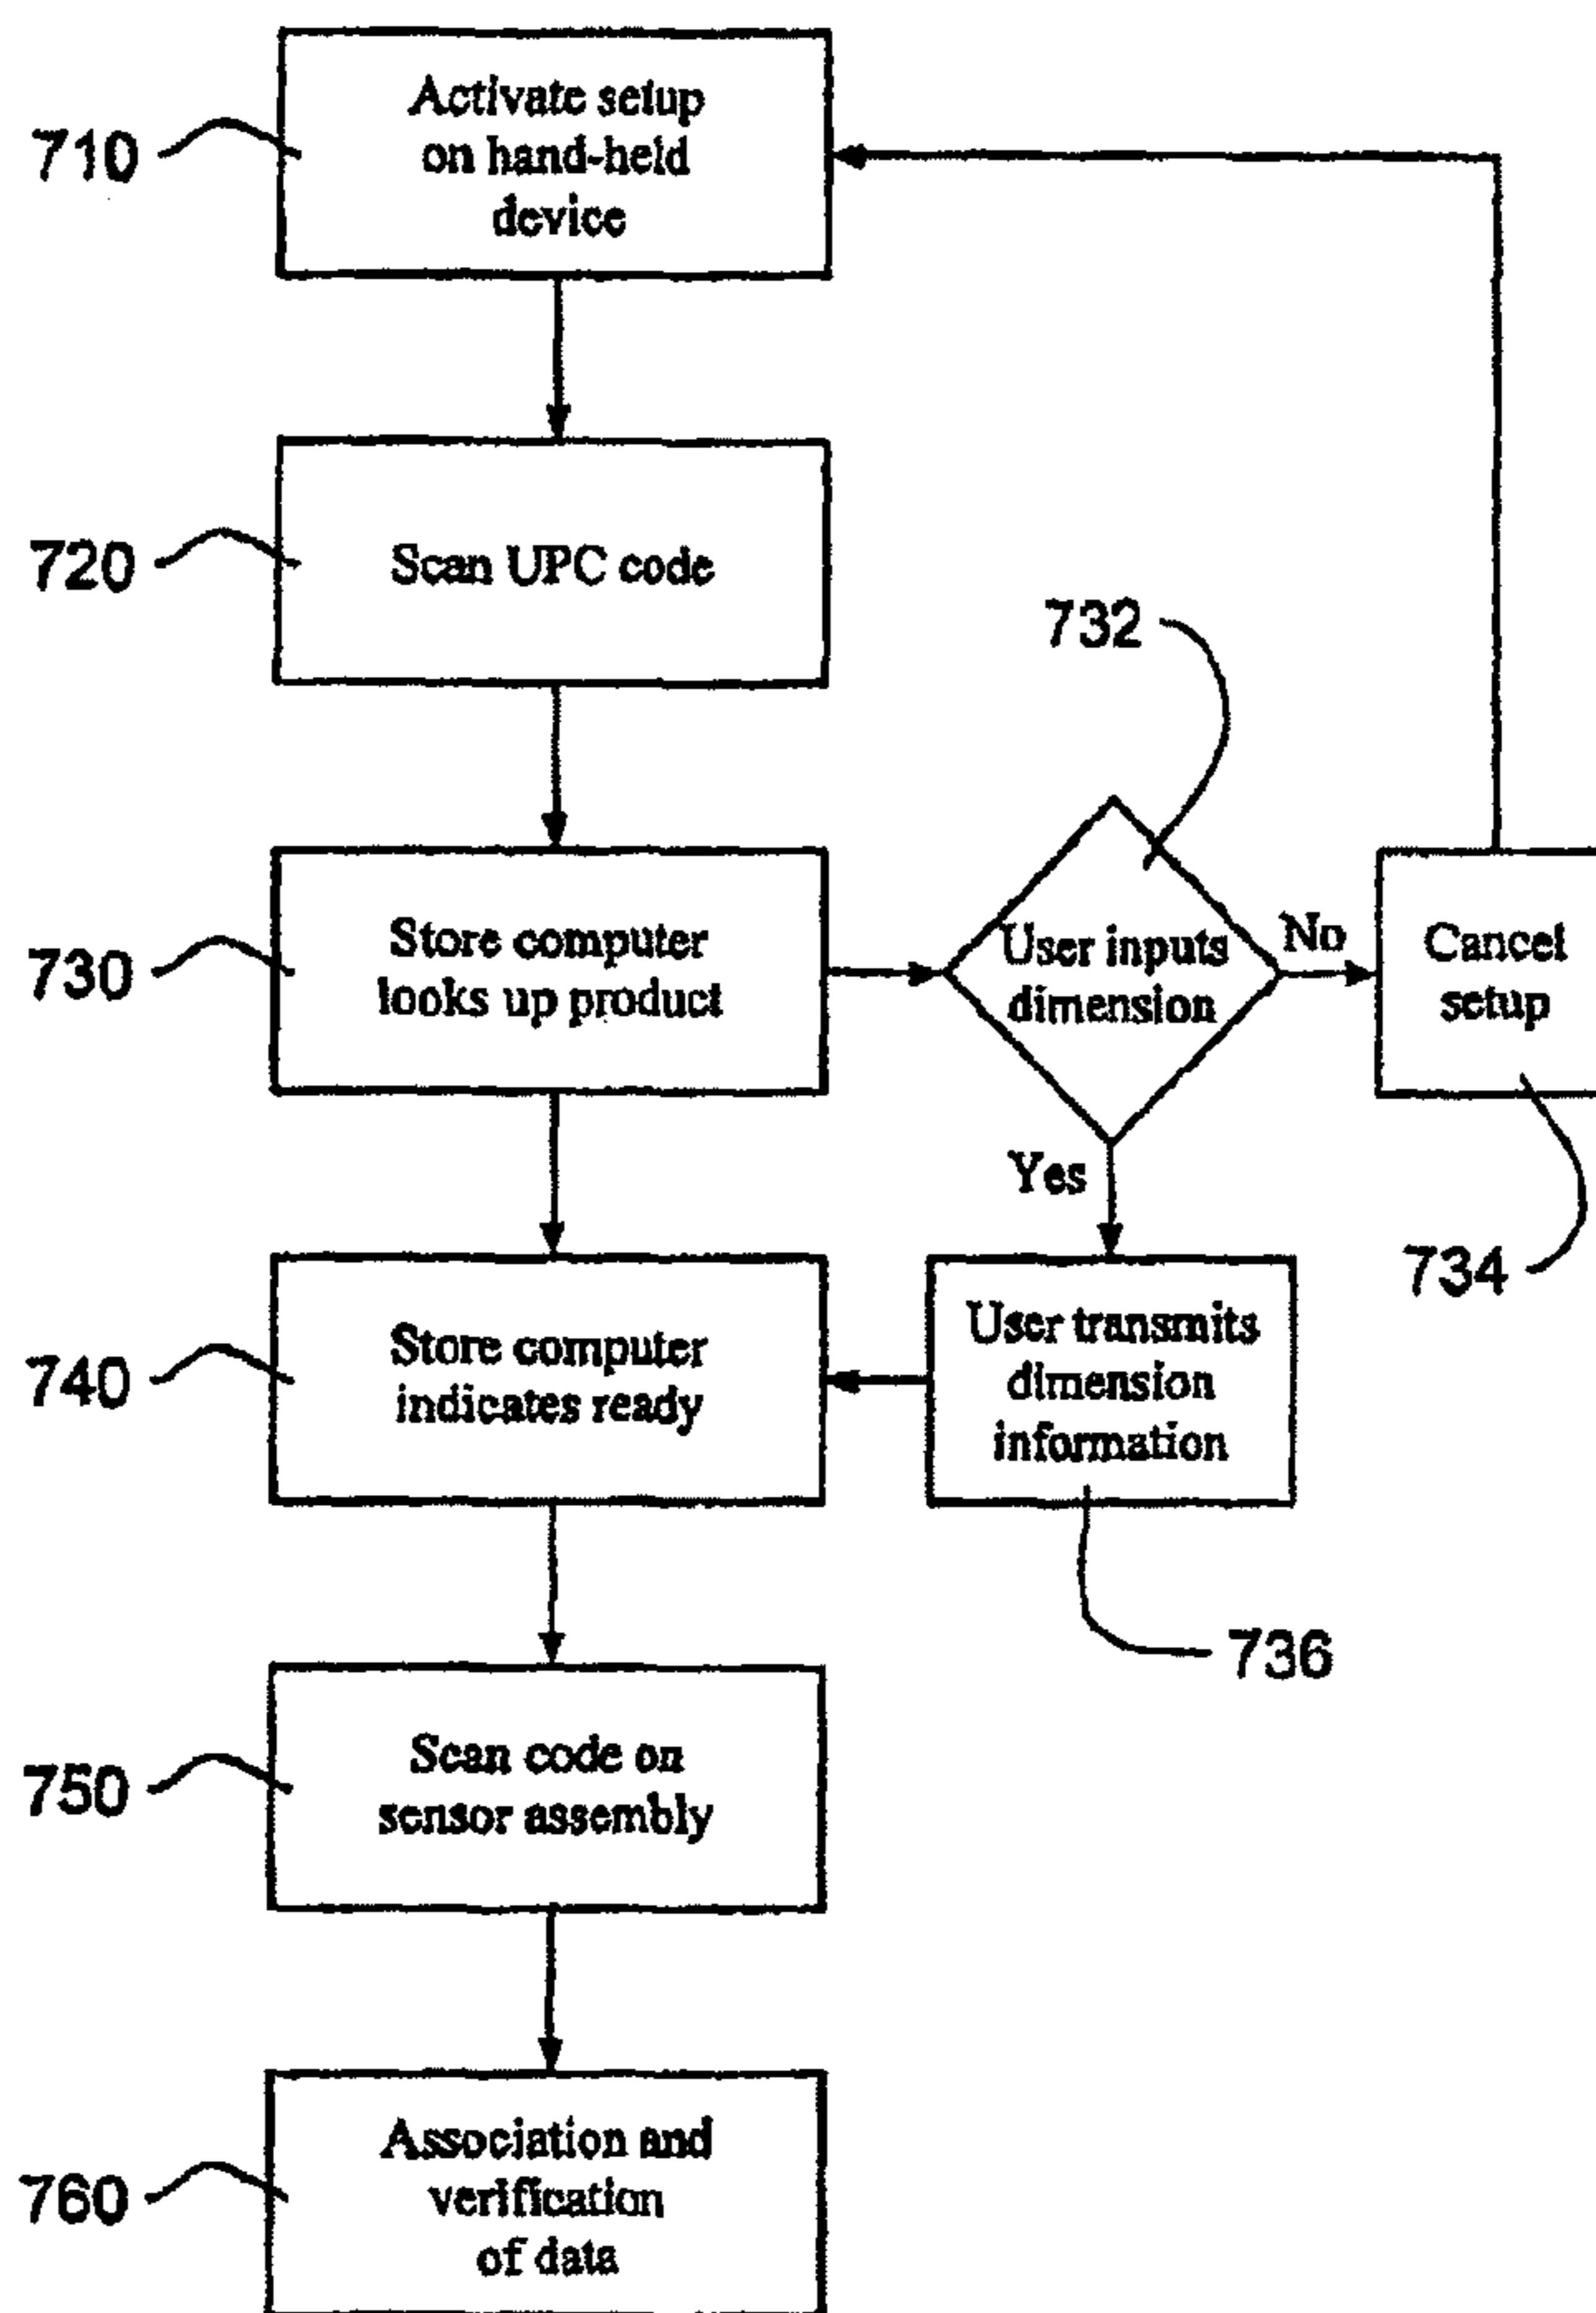 Activate setup
on hand-held
device
710
Scan UPC code
720
732
Store computer
looks up product
730
User inputs
dimension
No
Cancel
setup
Yes
734
Store computer
indicates ready
740
User transmits
dimension
information
736
Scan code on
sensor assembly
750
Association and
verification
of data
760